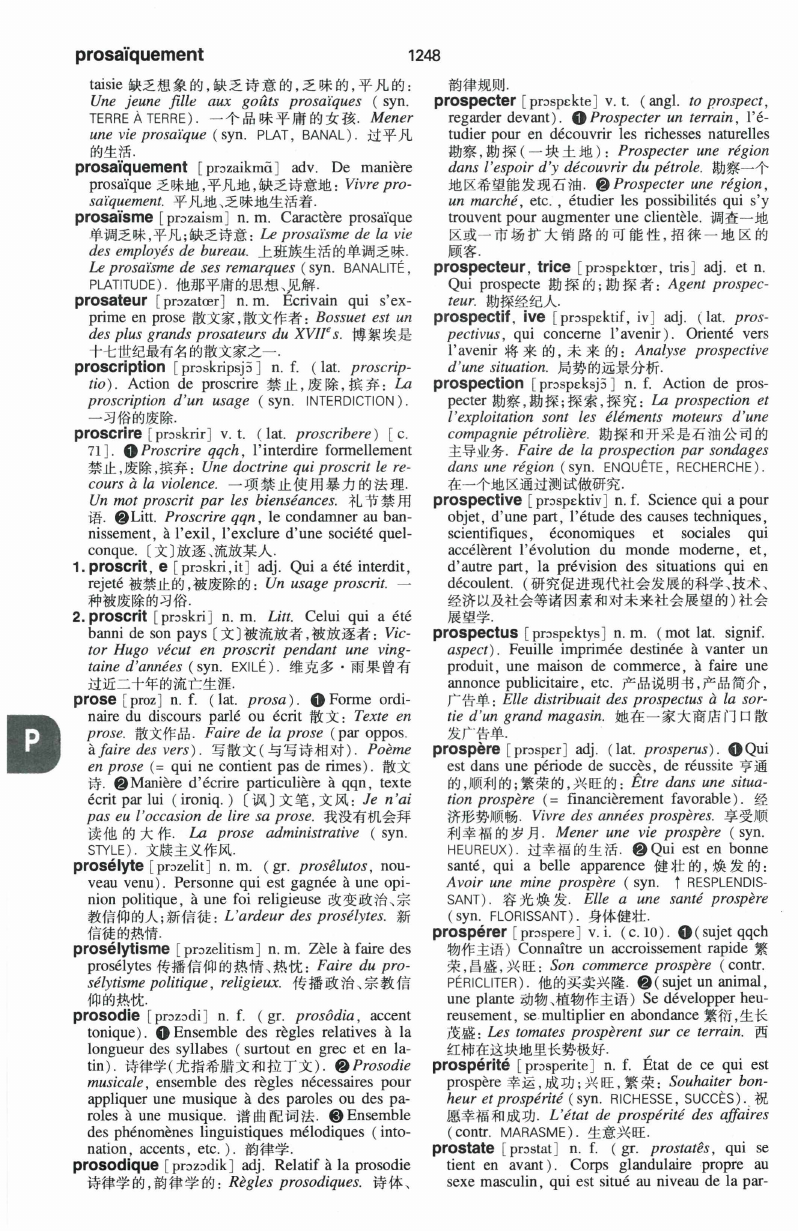 prosaïquement
1248
taisie 缺乏想象的,缺乏诗意的,乏味的,平凡的:
Une jeune fille aux goûts prosaïques ( syn.
TERRE À TERRE). 一个品味平庸的女孩. Mener
une vie prosaïque ( syn. PLAT, BANAL). 过平凡
的生活.
prosaïquement [prɔzaikmɑ̃] adv. De manière
prosaïque 乏味地,平凡地,缺乏诗意地: Vivre pro-
saïquement. 平凡地、乏味地生活着.
prosaïsme [prɔzaism] n. m. Caractère prosaïque
单调乏味,平凡;缺乏诗意: Le prosaïsme de la vie
des employés de bureau. 上班族生活的单调乏味.
Le prosaïsme de ses remarques ( syn. BANALITÉ,
PLATITUDE). 他那平庸的思想、见解.
prosateur [prɔzatœr] n. m. Écrivain qui s'ex-
prime en prose 散文家,散文作者: Bossuet est un
des plus grands prosateurs du XVIIe s. 博絮埃是
十七世纪最有名的散文家之一.
proscription [prɔskripsjɔ̃] n. f. ( lat. proscrip-
tio). Action de proscrire 禁止,废除,摈弃: La
proscription d'un usage ( syn. INTERDICTION).
一习俗的废除.
proscrire [prɔskrir] v. t. ( lat. proscribere) [c.
71]. ❶Proscrire qqch, l'interdire formellement
禁止,废除,摈弃: Une doctrine qui proscrit le re-
cours à la violence. 一项禁止使用暴力的法理.
Un mot proscrit par les bienséances. 礼节禁用
语. ❷Litt. Proscrire qqn, le condamner au ban-
nissement, à l'exil, l'exclure d'une société quel-
conque. 〔文〕放逐、流放某人.
1. proscrit, e [prɔskri,it] adj. Qui a été interdit,
rejeté 被禁止的,被废除的: Un usage proscrit. 一
种被废除的习俗.
2. proscrit [prɔskri] n. m. Litt. Celui qui a été
banni de son pays〔文〕被流放者,被放逐者: Vic-
tor Hugo vécut en proscrit pendant une ving-
taine d'années ( syn. EXILÉ). 维克多·雨果曾有
过近二十年的流亡生涯.
prose [proz] n. f. ( lat. prosa). ❶Forme ordi-
naire du discours parlé ou écrit 散文: Texte en
prose. 散文作品. Faire de la prose ( par oppos.
à faire des vers). 写散文(与写诗相对). Poème
en prose (= qui ne contient pas de rimes). 散文
诗. ❷Manière d'écrire particulière à qqn, texte
écrit par lui ( ironiq.)〔讽〕文笔,文风: Je n'ai
pas eu l'occasion de lire sa prose. 我没有机会拜
读他的大作. La prose administrative ( syn.
STYLE). 文牍主义作风.
prosélyte [prɔzelit] n. m. ( gr. prosêlutos, nou-
veau venu). Personne qui est gagnée à une opi-
nion politique, à une foi religieuse 改变政治、宗
教信仰的人;新信徒: L'ardeur des prosélytes. 新
信徒的热情.
prosélytisme [prɔzelitism] n. m. Zèle à faire des
prosélytes 传播信仰的热情、热忱: Faire du pro-
sélytisme politique, religieux. 传播政治、宗教信
仰的热忱.
prosodie [prɔzɔdi] n. f. ( gr. prosôdia, accent
tonique). ❶Ensemble des règles relatives à la
longueur des syllabes ( surtout en grec et en la-
tin). 诗律学(尤指希腊文和拉丁文). ❷Prosodie
musicale, ensemble des règles nécessaires pour
appliquer une musique à des paroles ou des pa-
roles à une musique. 谱曲配词法. ❸Ensemble
des phénomènes linguistiques mélodiques ( into-
nation, accents, etc.). 韵律学.
prosodique [prɔzɔdik] adj. Relatif à la prosodie
诗律学的,韵律学的: Règles prosodiques. 诗体、
韵律规则.
prospecter [prɔspɛkte] v. t. ( angl. to prospect,
regarder devant). ❶Prospecter un terrain, l'é-
tudier pour en découvrir les richesses naturelles
勘察,勘探(一块土地): Prospecter une région
dans l'espoir d'y découvrir du pétrole. 勘察一个
地区希望能发现石油. ❷Prospecter une région,
un marché, etc., étudier les possibilités qui s'y
trouvent pour augmenter une clientèle. 调查一地
区或一市场扩大销路的可能性,招徕一地区的
顾客.
prospecteur, trice [prɔspɛktœr, tris] adj. et n.
Qui prospecte 勘探的;勘探者: Agent prospec-
teur. 勘探经纪人.
prospectif, ive [prɔspɛktif, iv] adj. ( lat. pros-
pectivus, qui concerne l'avenir). Orienté vers
l'avenir 将来的,未来的: Analyse prospective
d'une situation. 局势的远景分析.
prospection [prɔspɛksjɔ̃] n. f. Action de pros-
pecter 勘察,勘探;探索,探究: La prospection et
l'exploitation sont les éléments moteurs d'une
compagnie pétrolière. 勘探和开采是石油公司的
主导业务. Faire de la prospection par sondages
dans une région ( syn. ENQUÊTE, RECHERCHE).
在一个地区通过测试做研究.
prospective [prɔspɛktiv] n. f. Science qui a pour
objet, d'une part, l'étude des causes techniques,
scientifiques, économiques et sociales qui
accélèrent l'évolution du monde moderne, et,
d'autre part, la prévision des situations qui en
découlent. (研究促进现代社会发展的科学、技术、
经济以及社会等诸因素和对未来社会展望的)社会
展望学.
prospectus [prɔspɛktys] n. m. ( mot lat. signif.
aspect). Feuille imprimée destinée à vanter un
produit, une maison de commerce, à faire une
annonce publicitaire, etc. 产品说明书,产品简介,
广告单: Elle distribuait des prospectus à la sor-
tie d'un grand magasin. 她在一家大商店门口散
发广告单.
prospère [prɔspɛr] adj. ( lat. prosperus). ❶Qui
est dans une période de succès, de réussite 亨通
的,顺利的;繁荣的,兴旺的: Être dans une situa-
tion prospère (= financièrement favorable). 经
济形势顺畅. Vivre des années prospères. 享受顺
利幸福的岁月. Mener une vie prospère ( syn.
HEUREUX). 过幸福的生活. ❷Qui est en bonne
santé, qui a belle apparence 健壮的,焕发的:
Avoir une mine prospère ( syn. ↑ RESPLENDIS-
SANT). 容光焕发. Elle a une santé prospère
( syn. FLORISSANT). 身体健壮.
prospérer [prɔspere] v. i. ( c. 10). ❶( sujet qqch
物作主语) Connaître un accroissement rapide 繁
荣,昌盛,兴旺: Son commerce prospère ( contr.
PÉRICLITER). 他的买卖兴隆. ❷( sujet un animal,
une plante 动物、植物作主语) Se développer heu-
reusement, se multiplier en abondance 繁衍,生长
茂盛: Les tomates prospèrent sur ce terrain. 西
红柿在这块地里长势极好.
prospérité [prɔsperite] n. f. État de ce qui est
prospère 幸运,成功;兴旺,繁荣: Souhaiter bon-
heur et prospérité ( syn. RICHESSE, SUCCÈS). 祝
愿幸福和成功. L'état de prospérité des affaires
( contr. MARASME). 生意兴旺.
prostate [prɔstat] n. f. ( gr. prostatês, qui se
tient en avant). Corps glandulaire propre au
sexe masculin, qui est situé au niveau de la par-
P